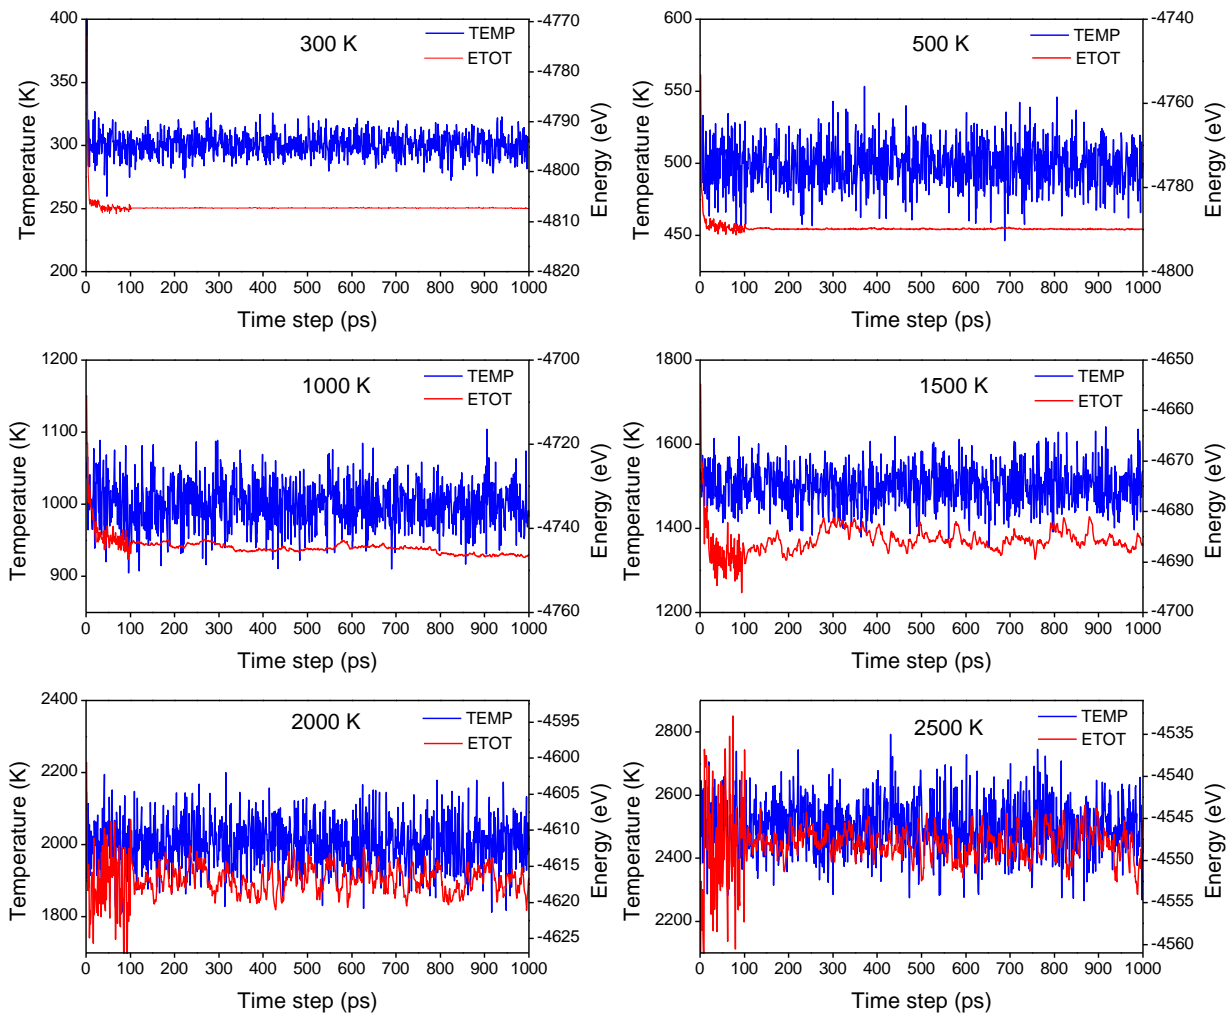 300 K
TEMP
ETOT
Temperature (K)
400
350
300
250
200
Energy (eV)
-4770
-4780
-4790
-4800
-4810
-4820
0 100 200 300 400 500 600 700 800 900 1000
Time step (ps)
500 K
TEMP
ETOT
Temperature (K)
600
550
500
450
Energy (eV)
-4740
-4760
-4780
-4800
0 100 200 300 400 500 600 700 800 900 1000
Time step (ps)
1000 K
TEMP
ETOT
Temperature (K)
1200
1100
1000
900
Energy (eV)
-4700
-4720
-4740
-4760
0 100 200 300 400 500 600 700 800 900 1000
Time step (ps)
1500 K
TEMP
ETOT
Temperature (K)
1800
1600
1400
1200
Energy (eV)
-4650
-4660
-4670
-4680
-4690
-4700
0 100 200 300 400 500 600 700 800 900 1000
Time step (ps)
2000 K
TEMP
ETOT
Temperature (K)
2400
2200
2000
1800
Energy (eV)
-4595
-4600
-4605
-4610
-4615
-4620
-4625
0 100 200 300 400 500 600 700 800 900 1000
Time step (ps)
2500 K
TEMP
ETOT
Temperature (K)
2800
2600
2400
2200
Energy (eV)
-4535
-4540
-4545
-4550
-4555
-4560
0 100 200 300 400 500 600 700 800 900 1000
Time step (ps)